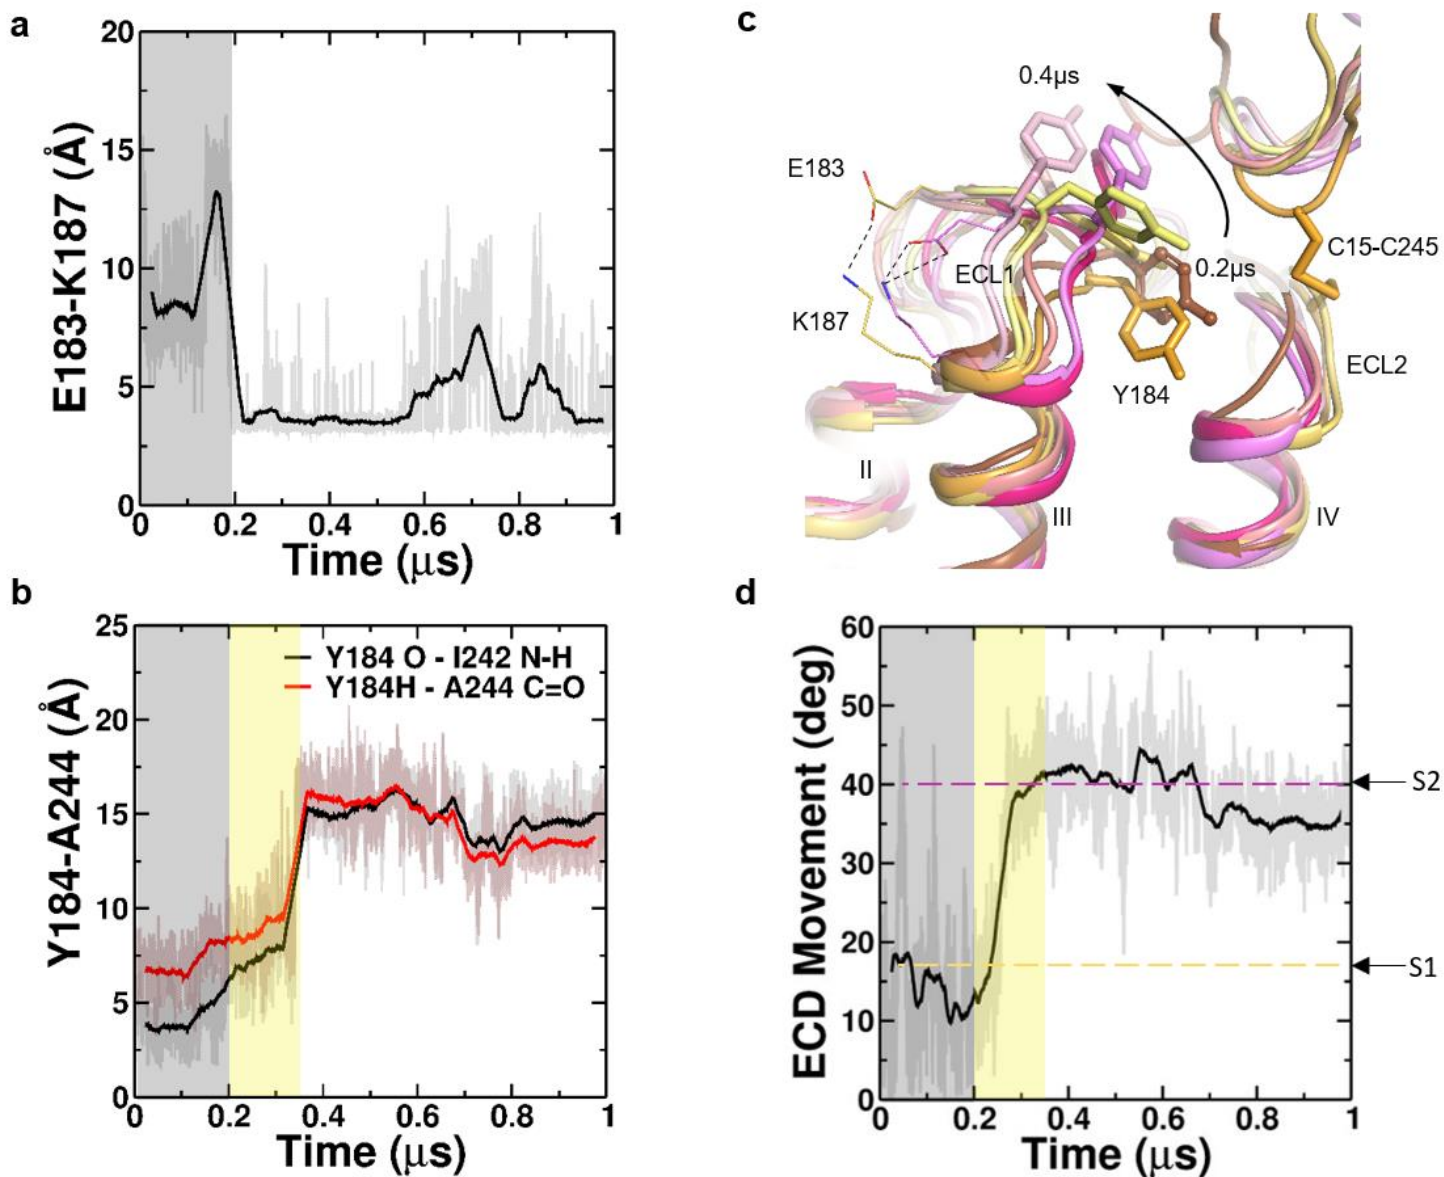 a
E183-K187 (Å)
20
15
10
5
0
0 0.2 0.4 0.6 0.8 1
Time (μs)
b
Y184-A244 (Å)
25
20
15
10
5
0
Y184 O - I242 N-H
Y184H - A244 C=O
0 0.2 0.4 0.6 0.8 1
Time (μs)
c
0.4μs
E183
C15-C245
0.2μs
ECL1
K187
ECL2
Y184
II
III
IV
d
ECD Movement (deg)
60
50
40
30
20
10
0
S2
S1
0 0.2 0.4 0.6 0.8 1
Time (μs)